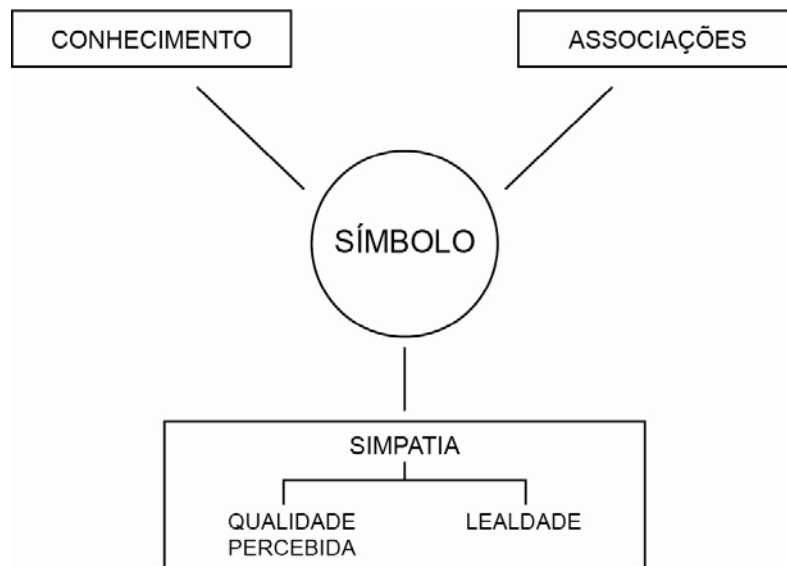 CONHECIMENTO
ASSOCIAÇÕES
SÍMBOLO
SIMPATIA
QUALIDADE
PERCEBIDA
LEALDADE